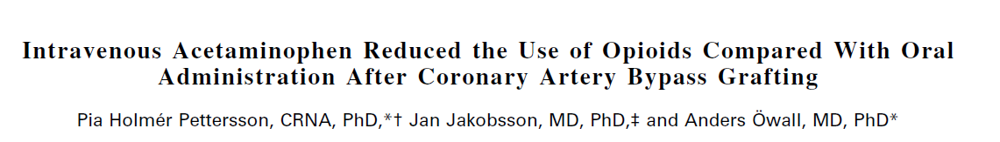 Intravenous Acetaminophen Reduced the Use of Opioids Compared With Oral
Administration After Coronary Artery Bypass Grafting
Pia Holmér Pettersson, CRNA, PhD,*† Jan Jakobsson, MD, PhD,‡ and Anders Öwall, MD, PhD*